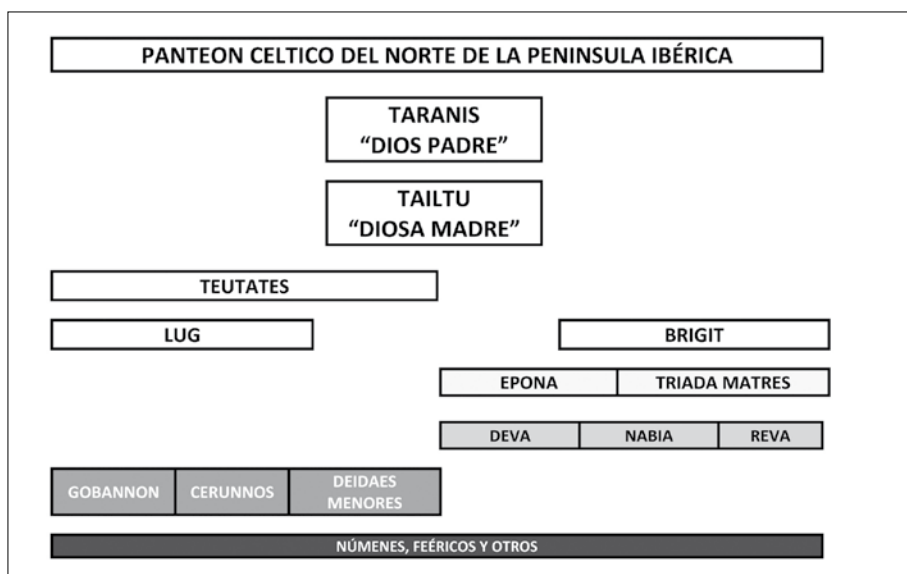 PANTEON CELTICO DEL NORTE DE LA PENINSULA IBÉRICA
TARANIS
“DIOS PADRE”
TAILTU
“DIOSA MADRE”
TEUTATES
LUG
BRIGIT
EPONA
TRIADA MATRES
DEVA
NABIA
REVA
GOBANNON
CERUNNOS
DEIDAES
MENORES
NÚMENES, FEÉRICOS Y OTROS